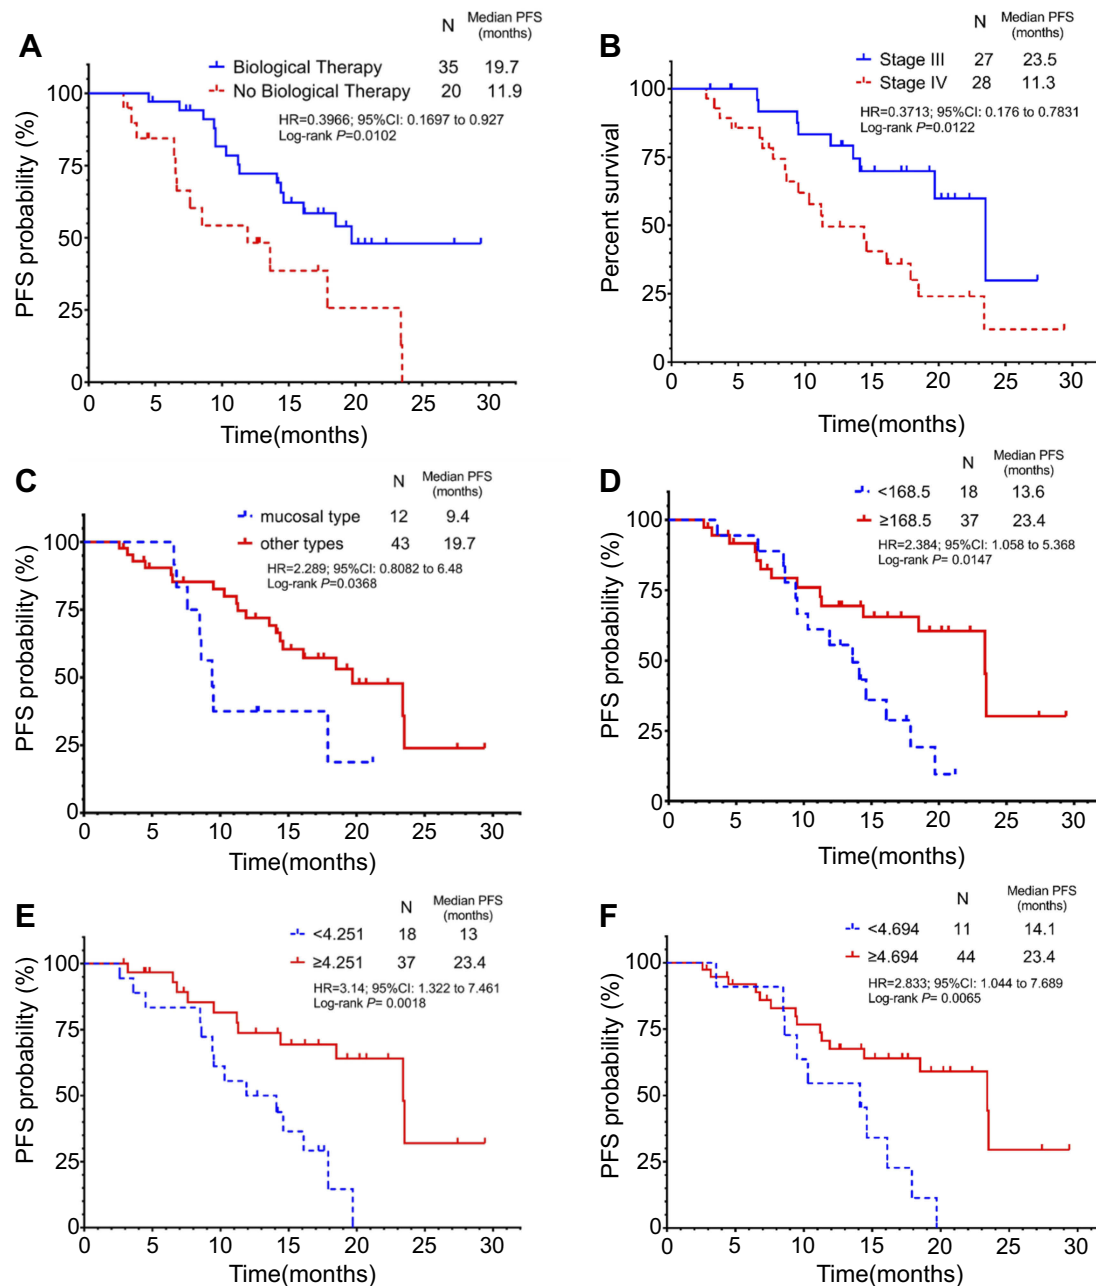 A
N
Median PFS
(months)
Biological Therapy 35 19.7
No Biological Therapy 20 11.9
HR=0.3966; 95%CI: 0.1697 to 0.927
Log-rank P=0.0102
PFS probability (%)
100
75
50
25
0
0 5 10 15 20 25 30
Time(months)
B
N
Median PFS
(months)
Stage III 27 23.5
Stage IV 28 11.3
HR=0.3713; 95%CI: 0.176 to 0.7831
Log-rank P=0.0122
Percent survival
100
75
50
25
0
0 5 10 15 20 25 30
Time(months)
C
N
Median PFS
(months)
mucosal type 12 9.4
other types 43 19.7
HR=2.289; 95%CI: 0.8082 to 6.48
Log-rank P=0.0368
PFS probability (%)
100
75
50
25
0
0 5 10 15 20 25 30
Time(months)
D
N
Median PFS
(months)
<168.5 18 13.6
≥168.5 37 23.4
HR=2.384; 95%CI: 1.058 to 5.368
Log-rank P= 0.0147
PFS probability (%)
100
75
50
25
0
0 5 10 15 20 25 30
Time(months)
E
N
Median PFS
(months)
<4.251 18 13
≥4.251 37 23.4
HR=3.14; 95%CI: 1.322 to 7.461
Log-rank P= 0.0018
PFS probability (%)
100
75
50
25
0
0 5 10 15 20 25 30
Time(months)
F
N
Median PFS
(months)
<4.694 11 14.1
≥4.694 44 23.4
HR=2.833; 95%CI: 1.044 to 7.689
Log-rank P= 0.0065
PFS probability (%)
100
75
50
25
0
0 5 10 15 20 25 30
Time(months)